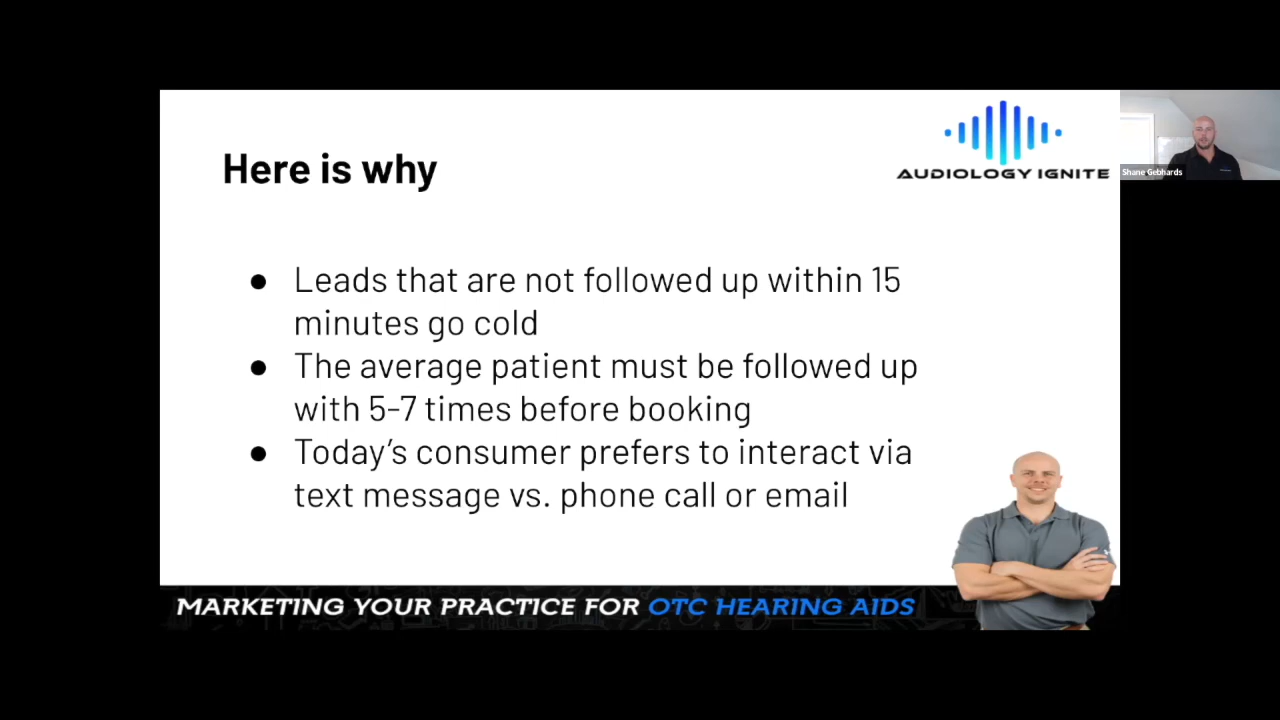 Here is why
AUDIOLOGY IGNITE
Shane Gebhards
● Leads that are not followed up within 15
minutes go cold
● The average patient must be followed up
with 5-7 times before booking
● Today's consumer prefers to interact via
text message vs. phone call or email
MARKETING YOUR PRACTICE FOR OTC HEARING AIDS